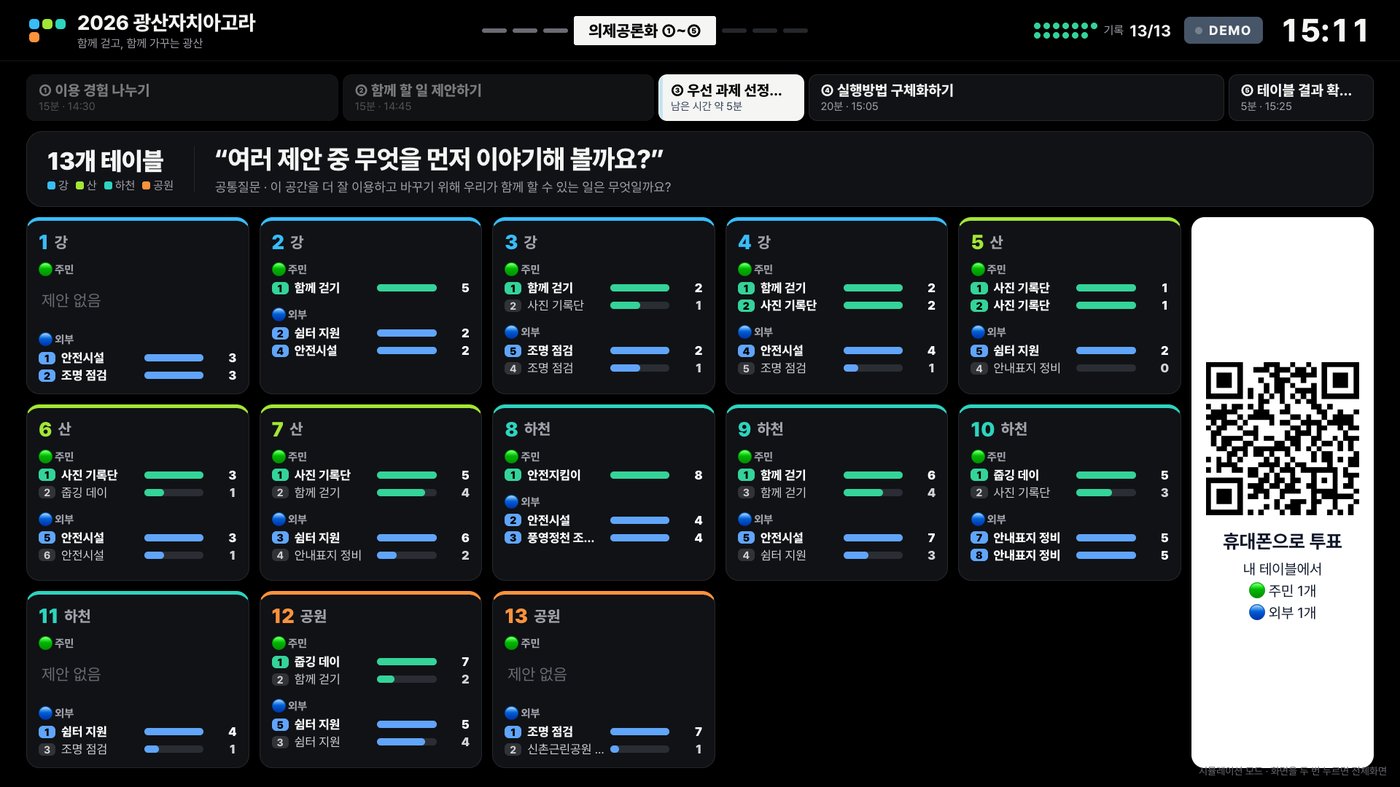 2026 광산자치아고라
함께 걷고, 함께 가꾸는 광산
의제공론화 ①~⑤
기록 13/13
DEMO
15:11
① 이용 경험 나누기
15분 · 14:30
② 함께 할 일 제안하기
15분 · 14:45
③ 우선 과제 선정...
남은 시간 약 5분
④ 실행방법 구체화하기
20분 · 15:05
⑤ 테이블 결과 확...
5분 · 15:25
13개 테이블
강 산 하천 공원
“여러 제안 중 무엇을 먼저 이야기해 볼까요?”
공통질문 · 이 공간을 더 잘 이용하고 바꾸기 위해 우리가 함께 할 수 있는 일은 무엇일까요?
1 강
주민
제안 없음
외부
1 안전시설 3
2 조명 점검 3
2 강
주민
1 함께 걷기 5
외부
2 쉼터 지원 2
4 안전시설 2
3 강
주민
1 함께 걷기 2
2 사진 기록단 1
외부
5 조명 점검 2
4 조명 점검 1
4 강
주민
1 함께 걷기 2
2 사진 기록단 2
외부
4 안전시설 4
5 조명 점검 1
5 산
주민
1 사진 기록단 1
2 사진 기록단 1
외부
5 쉼터 지원 2
4 안내표지 정비 0
6 산
주민
1 사진 기록단 3
2 줍깅 데이 1
외부
5 안전시설 3
6 안전시설 1
7 산
주민
1 사진 기록단 5
2 함께 걷기 4
외부
3 쉼터 지원 6
4 안내표지 정비 2
8 하천
주민
1 안전지킴이 8
외부
2 안전시설 4
3 풍영정천 조... 4
9 하천
주민
1 함께 걷기 6
3 함께 걷기 4
외부
5 안전시설 7
4 쉼터 지원 3
10 하천
주민
1 줍깅 데이 5
2 사진 기록단 3
외부
7 안내표지 정비 5
8 안내표지 정비 5
11 하천
주민
제안 없음
외부
1 쉼터 지원 4
3 조명 점검 1
12 공원
주민
1 줍깅 데이 7
2 함께 걷기 2
외부
5 쉼터 지원 5
3 쉼터 지원 4
13 공원
주민
제안 없음
외부
1 조명 점검 7
2 신촌근린공원 ... 1
휴대폰으로 투표
내 테이블에서
주민 1개
외부 1개
시뮬레이션 모드 · 화면을 두 번 누르면 전체화면